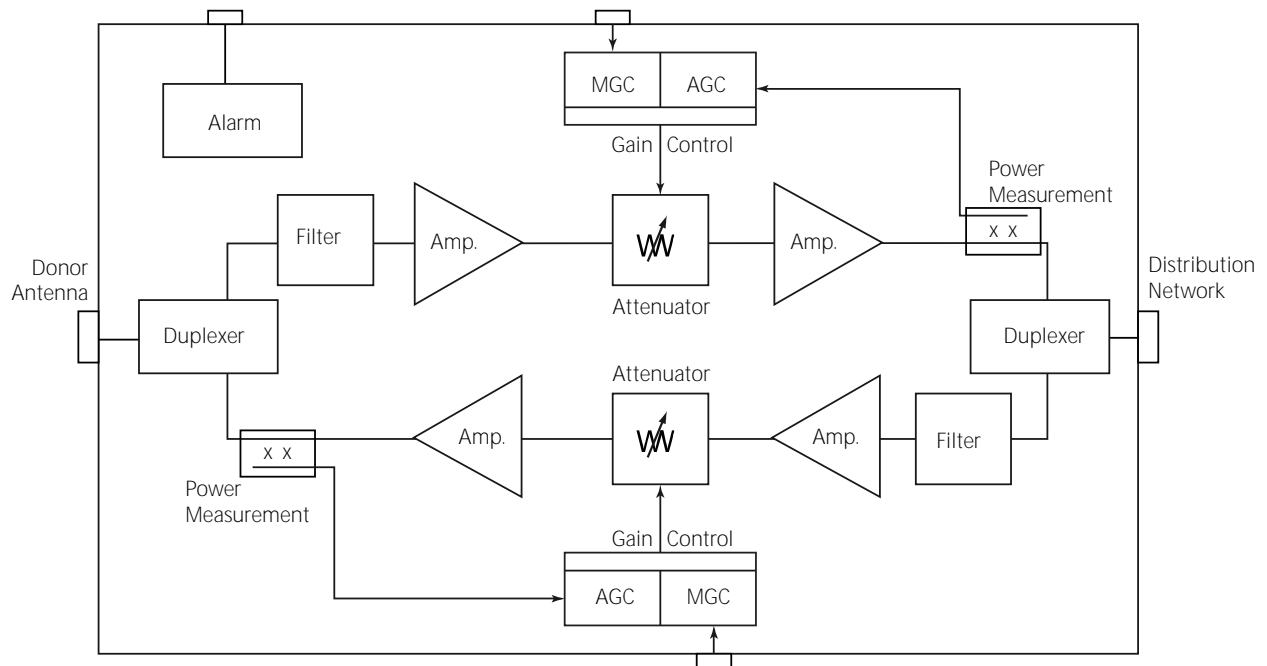 MGC AGC
Alarm
Gain Control
Power
Measurement
Filter
Amp.
Amp.
x x
Attenuator
Donor
Antenna
Distribution
Network
Duplexer
Duplexer
Attenuator
Amp.
Amp.
Filter
x x
Power
Measurement
Gain Control
AGC MGC